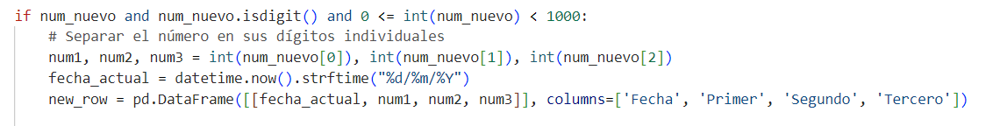 if num_nuevo and num_nuevo.isdigit() and 0 <= int(num_nuevo) < 1000:
    # Separar el número en sus dígitos individuales
    num1, num2, num3 = int(num_nuevo[0]), int(num_nuevo[1]), int(num_nuevo[2])
    fecha_actual = datetime.now().strftime("%d/%m/%Y")
    new_row = pd.DataFrame([[fecha_actual, num1, num2, num3]], columns=['Fecha', 'Primer', 'Segundo', 'Tercero'])